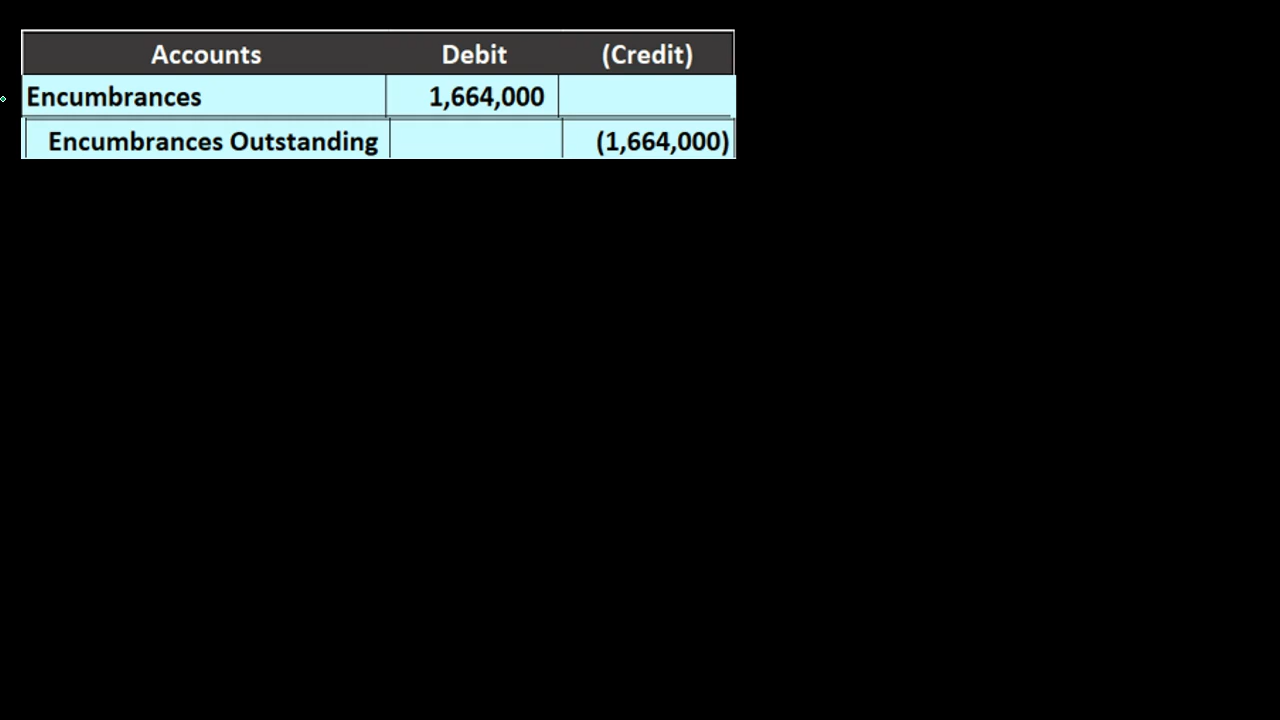 Accounts Debit (Credit)
Encumbrances 1,664,000
Encumbrances Outstanding (1,664,000)